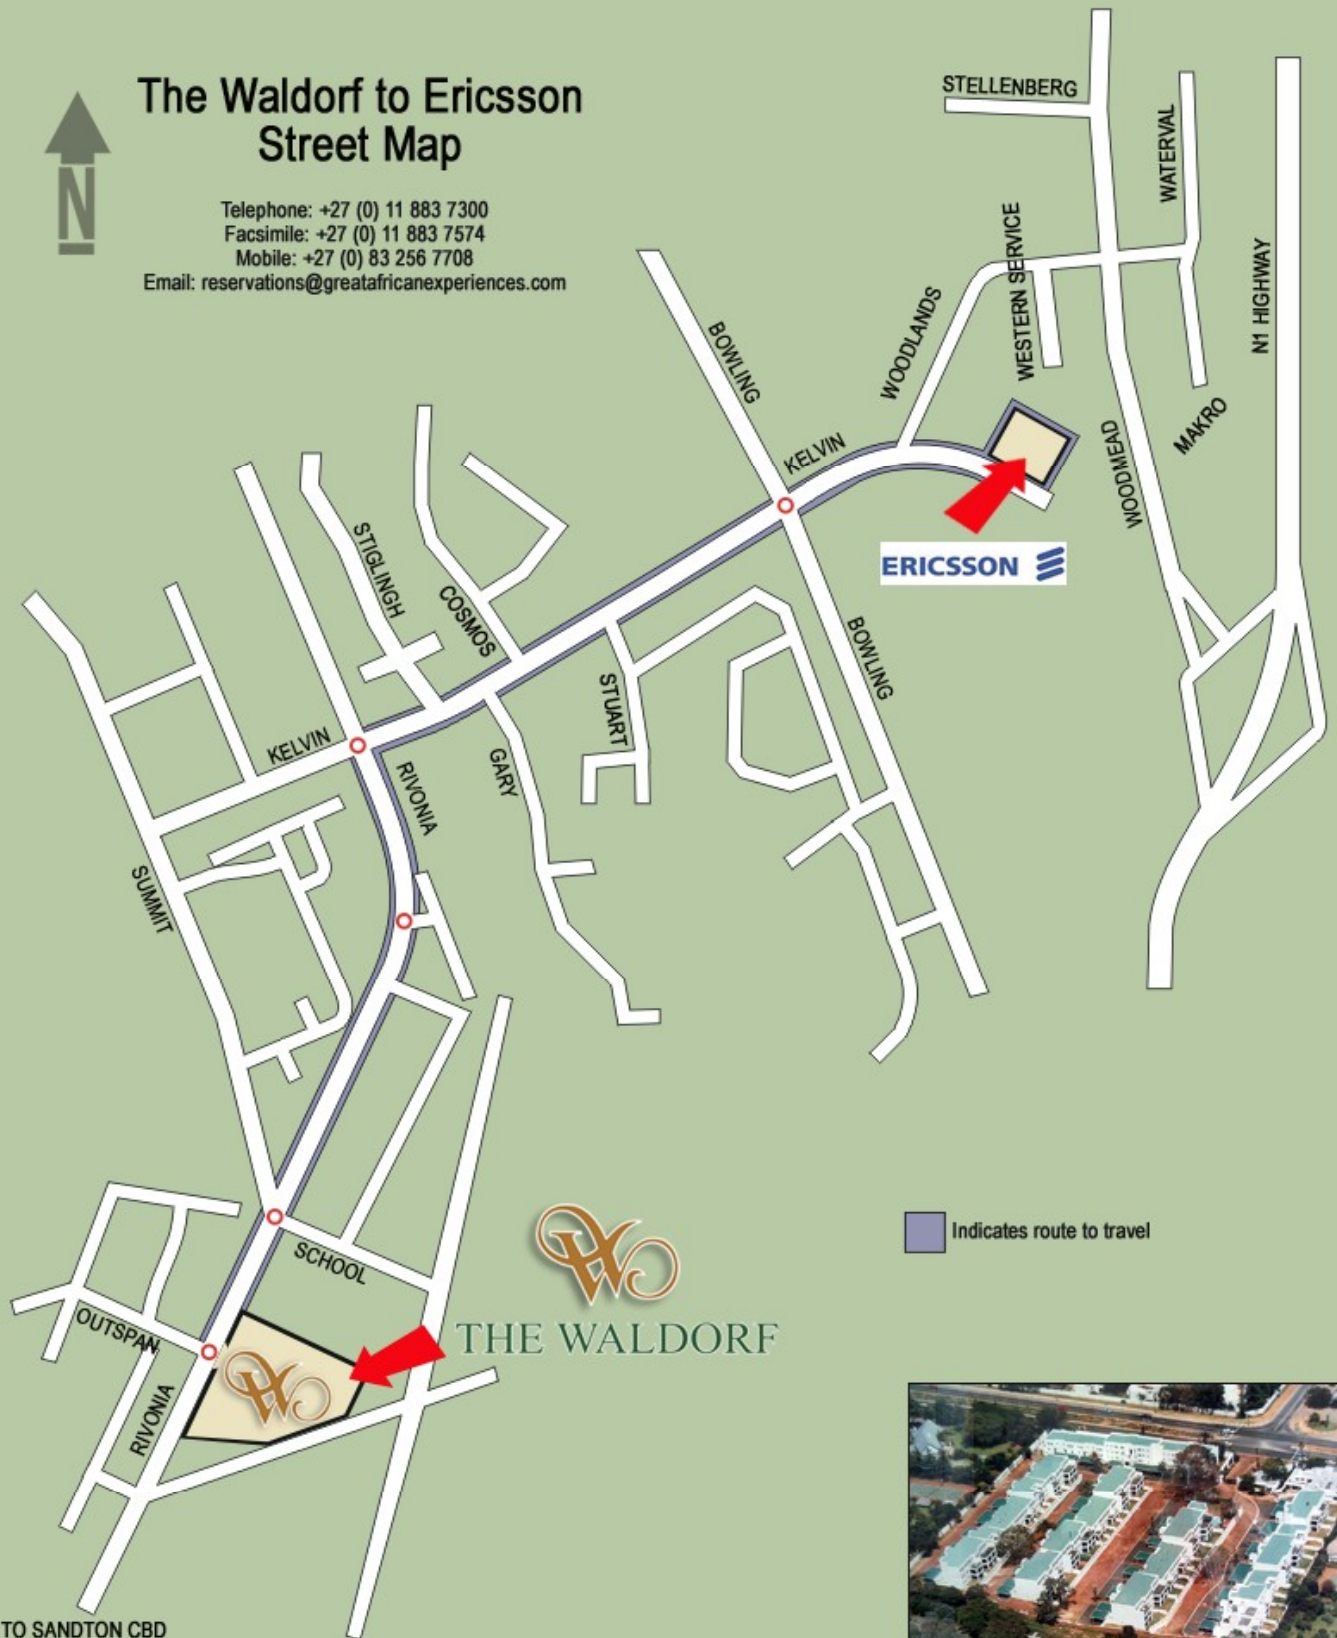 The Waldorf to Ericsson
Street Map
N
Telephone: +27 (0) 11 883 7300
Facsimile: +27 (0) 11 883 7574
Mobile: +27 (0) 83 256 7708
Email: reservations@greatafricanexperiences.com
STELLENBERG
WATERVAL
WESTERN SERVICE
N1 HIGHWAY
WOODLANDS
BOWLING
KELVIN
MAKRO
WOODMEAD
ERICSSON
STIGLINGH
COSMOS
BOWLING
STUART
KELVIN
GARY
RIVONIA
SUMMIT
SCHOOL
Indicates route to travel
OUTSPAN
THE WALDORF
W
W
RIVONIA
TO SANDTON CBD